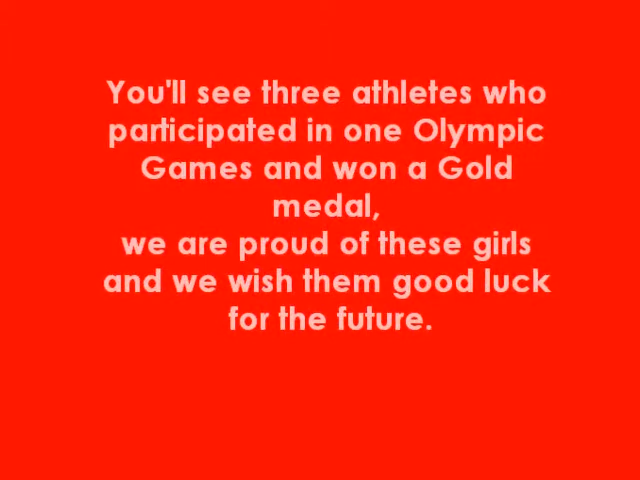 You'll see three athletes who
participated in one Olympic
Games and won a Gold
medal,
we are proud of these girls
and we wish them good luck
for the future.